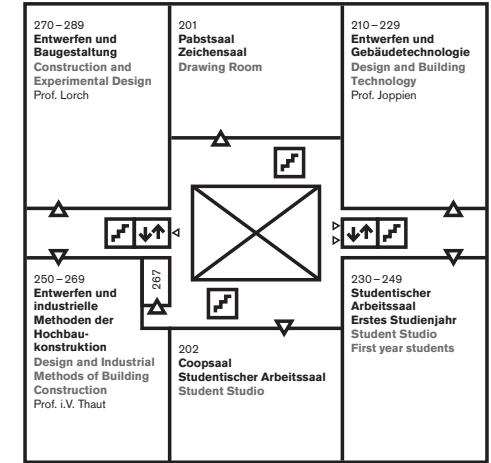 270–289
Entwerfen und
Baugestaltung
Construction and
Experimental Design
Prof. Lorch
201
Pabstsaal
Zeichensaal
Drawing Room
210–229
Entwerfen und
Gebäudetechnologie
Design and Building
Technology
Prof. Joppien
250–269
Entwerfen und
industrielle
Methoden der
Hochbau-
konstruktion
Design and Industrial
Methods of Building
Construction
Prof. i.V. Thaut
267
202
Coopsaal
Studentischer Arbeitssaal
Student Studio
230–249
Studentischer
Arbeitssaal
Erstes Studienjahr
Student Studio
First year students